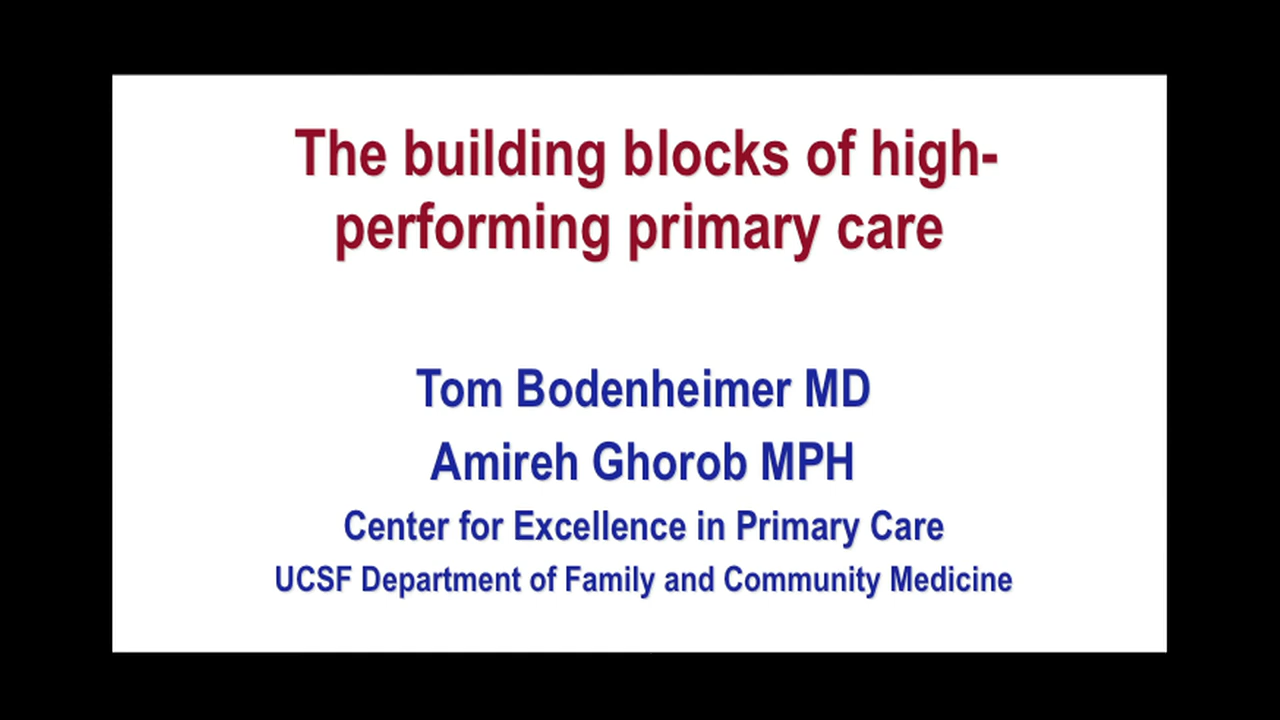 The building blocks of high-
performing primary care
Tom Bodenheimer MD
Amireh Ghorob MPH
Center for Excellence in Primary Care
UCSF Department of Family and Community Medicine